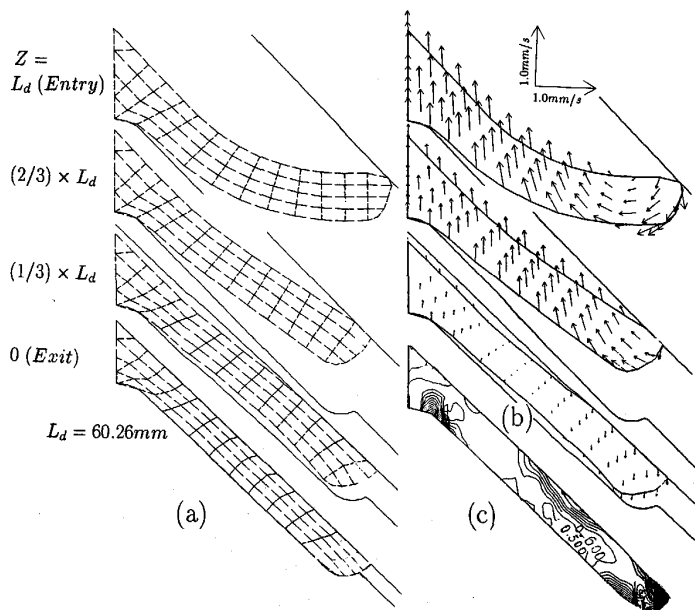 Z =
L_d (Entry)
(2/3) × L_d
(1/3) × L_d
0 (Exit)
L_d = 60.26mm
(a)
1.0mm/s
1.0mm/s
(b)
(c)
0.600
0.500